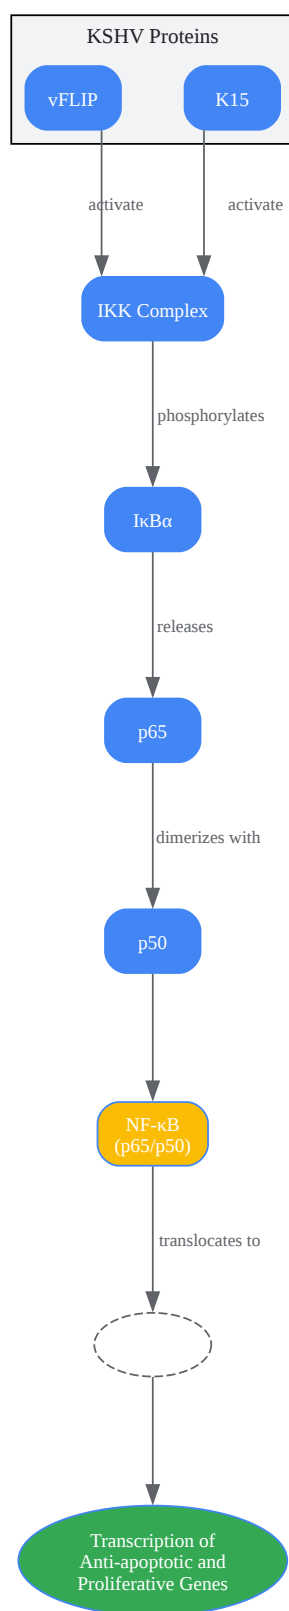 KSHV Proteins
vFLIP
K15
activate
activate
IKK Complex
phosphorylates
IκBα
releases
p65
dimerizes with
p50
NF-κB
(p65/p50)
translocates to
Transcription of
Anti-apoptotic and
Proliferative Genes